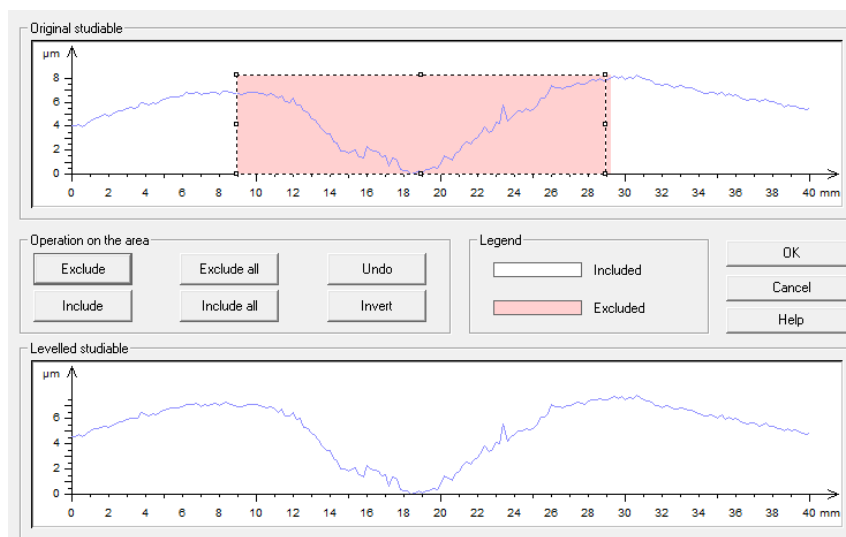 Original studiable
µm
8
6
4
2
0
0 2 4 6 8 10 12 14 16 18 20 22 24 26 28 30 32 34 36 38 40 mm
Operation on the area
Exclude Exclude all Undo
Include Include all Invert
Legend
Included
Excluded
OK
Cancel
Help
Levelled studiable
µm
6
4
2
0
0 2 4 6 8 10 12 14 16 18 20 22 24 26 28 30 32 34 36 38 40 mm